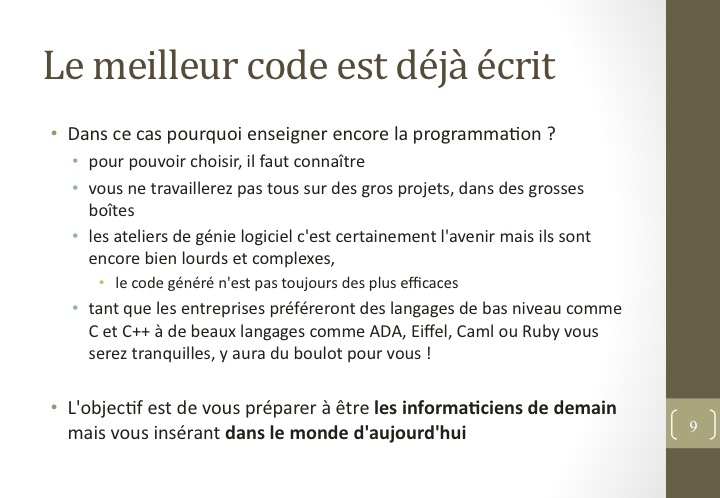 Le meilleur code est déjà écrit
• Dans ce cas pourquoi enseigner encore la programmation ?
• pour pouvoir choisir, il faut connaître
• vous ne travaillerez pas tous sur des gros projets, dans des grosses
boîtes
• les ateliers de génie logiciel c'est certainement l'avenir mais ils sont
encore bien lourds et complexes,
• le code généré n'est pas toujours des plus efficaces
• tant que les entreprises préféreront des langages de bas niveau comme
C et C++ à de beaux langages comme ADA, Eiffel, Caml ou Ruby vous
serez tranquilles, y aura du boulot pour vous !
• L'objectif est de vous préparer à être les informaticiens de demain
mais vous insérant dans le monde d'aujourd'hui
9